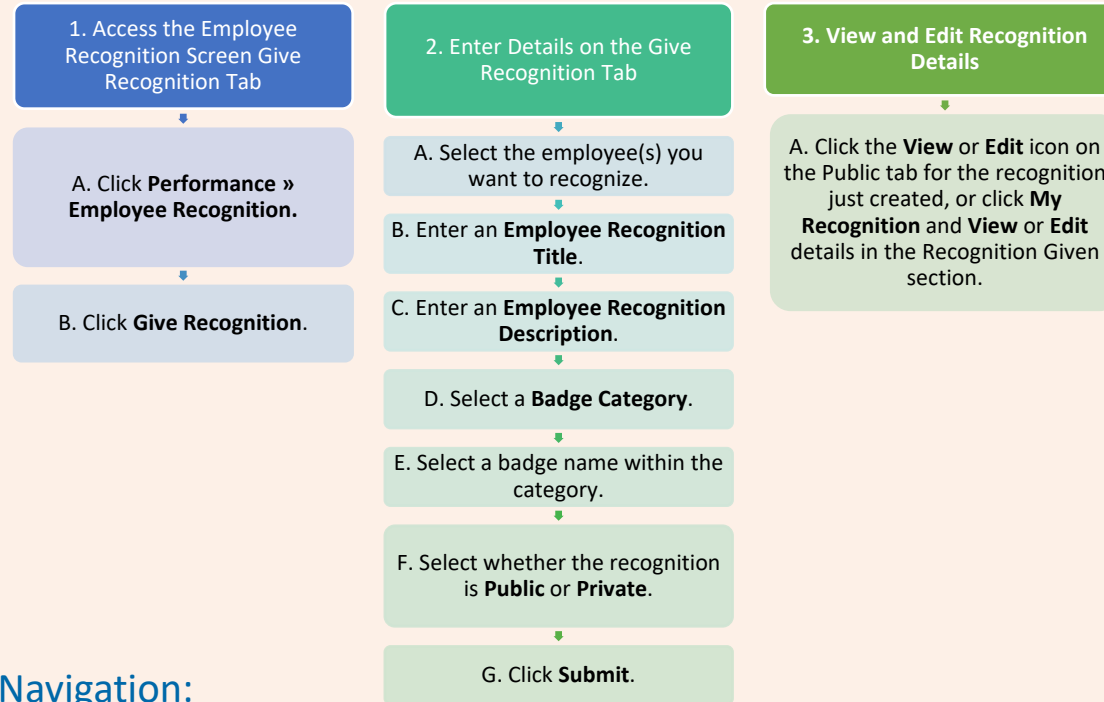 1. Access the Employee
Recognition Screen Give
Recognition Tab
A. Click Performance »
Employee Recognition.
B. Click Give Recognition.
2. Enter Details on the Give
Recognition Tab
A. Select the employee(s) you
want to recognize.
B. Enter an Employee Recognition
Title.
C. Enter an Employee Recognition
Description.
D. Select a Badge Category.
E. Select a badge name within the
category.
F. Select whether the recognition
is Public or Private.
G. Click Submit.
3. View and Edit Recognition
Details
A. Click the View or Edit icon on
the Public tab for the recognition
just created, or click My
Recognition and View or Edit
details in the Recognition Given
section.
Navigation: